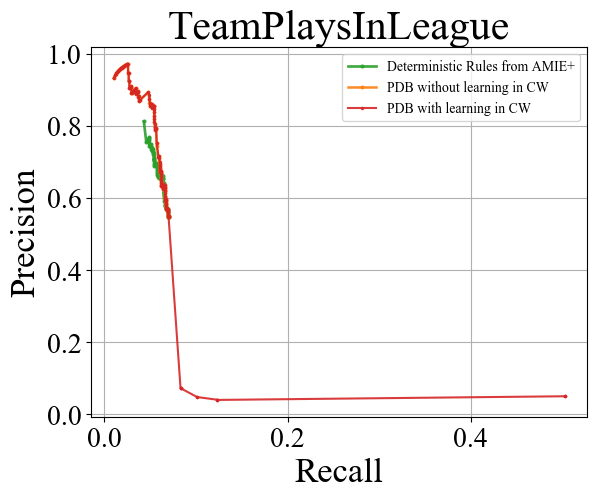 TeamPlaysInLeague
1.0
0.8
0.6
0.4
0.2
0.0
Precision
0.0 0.2 0.4
Recall
Deterministic Rules from AMIE+
PDB without learning in CW
PDB with learning in CW